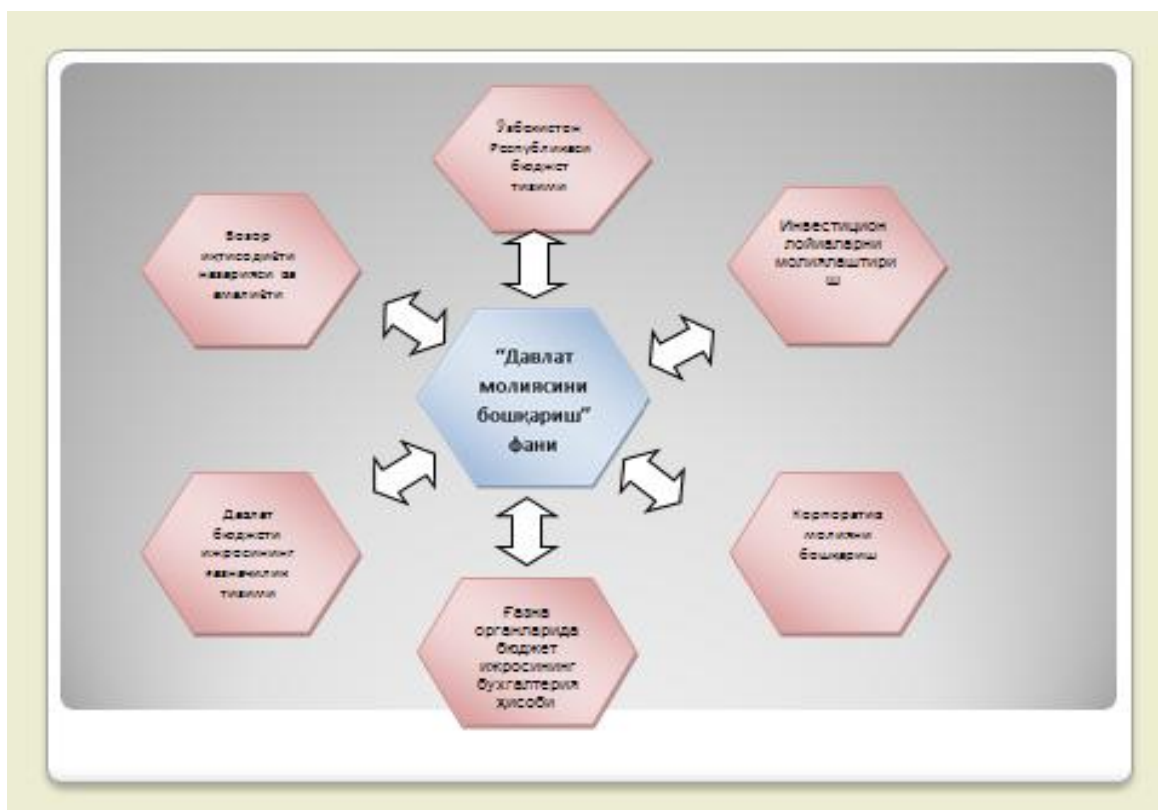 Ўзбекистон
Республикаси
бюджет
тизими
Бозор
иқтисодиёти
назарияси ва
амалиёти
Инвестицион
лойиҳаларни
молиялаштири
ш
"Давлат
молиясини
бошқариш"
фани
Давлат
бюджети
ижросининг
ғазначилик
тизими
Корпоратив
молияни
бошқариш
Ғазна
органларида
бюджет
ижросининг
бухгалтерия
ҳисоби